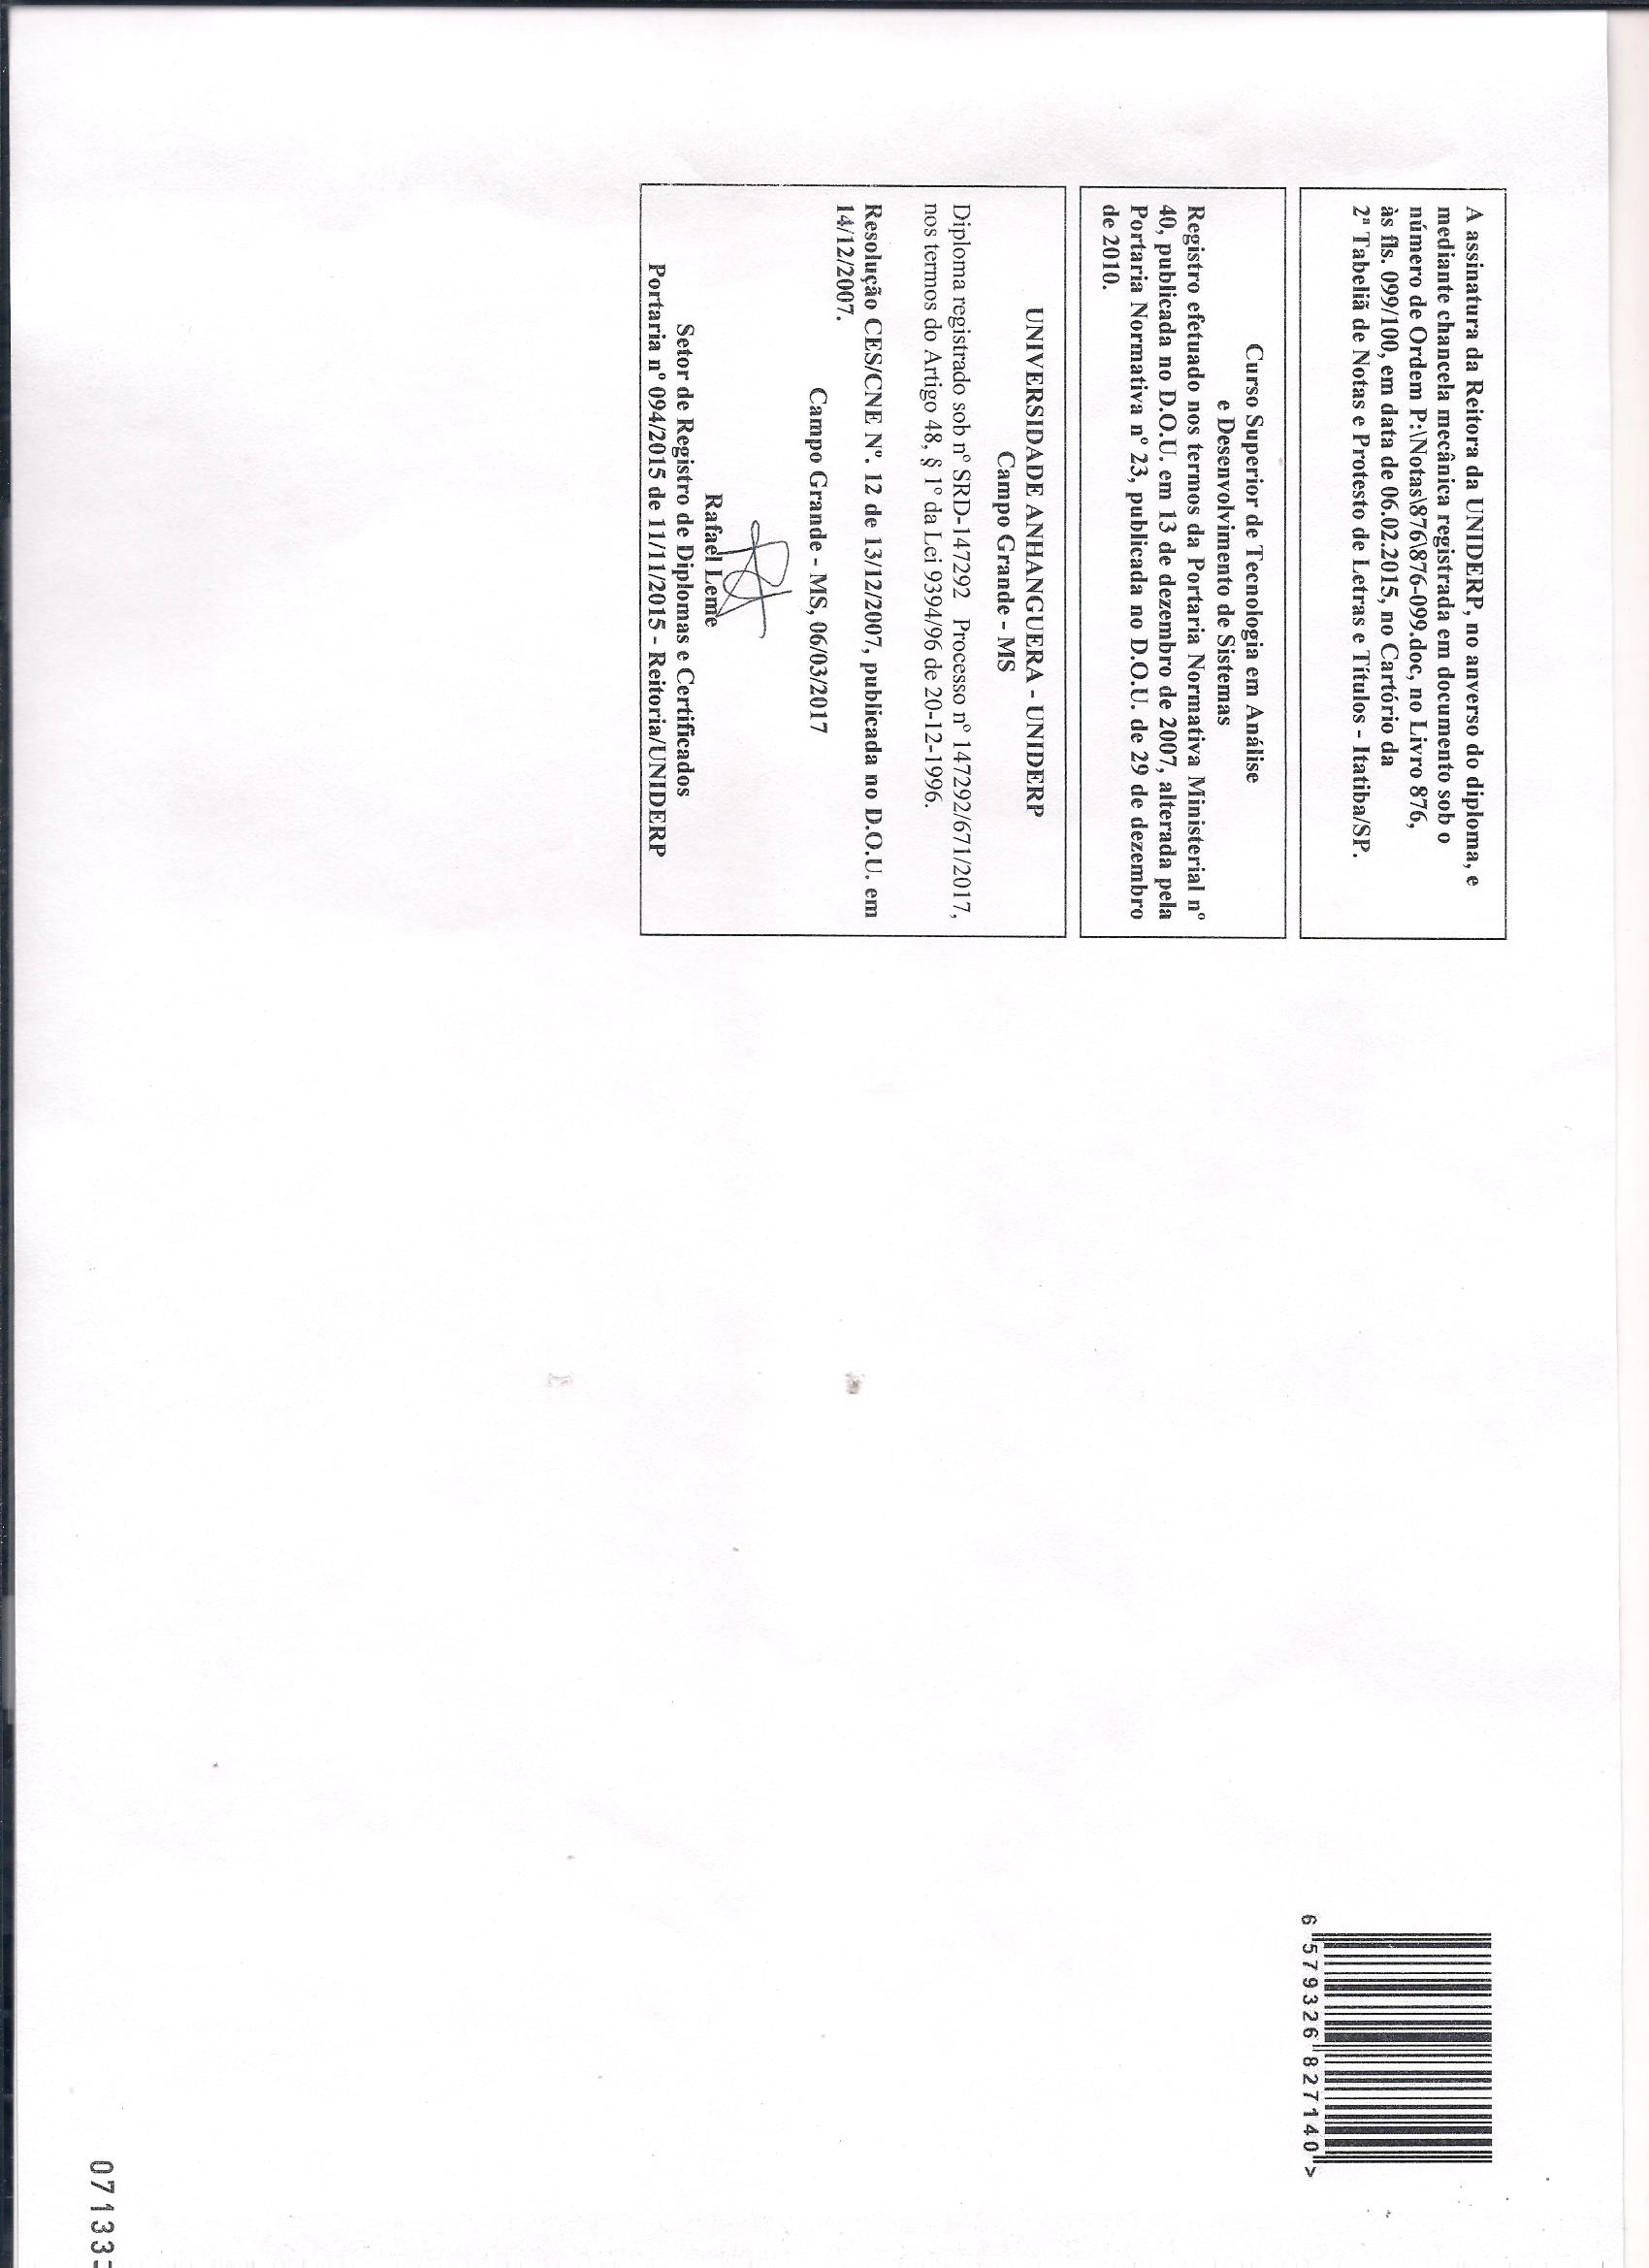 A assinatura da Reitora da UNIDERP, no anverso do diploma, e
mediante chancela mecânica registrada em documento sob o
número de Ordem P:\Notas\876\876-099.doc, no Livro 876,
às fls. 099/100, em data de 06.02.2015, no Cartório da
2ª Tabeliã de Notas e Protesto de Letras e Títulos - Itatiba/SP.
Curso Superior de Tecnologia em Análise
e Desenvolvimento de Sistemas
Registro efetuado nos termos da Portaria Normativa Ministerial nº
40, publicada no D.O.U. em 13 de dezembro de 2007, alterada pela
Portaria Normativa nº 23, publicada no D.O.U. de 29 de dezembro
de 2010.
UNIVERSIDADE ANHANGUERA - UNIDERP
Campo Grande - MS
Diploma registrado sob nº SRD-147292 Processo nº 147292/671/2017,
nos termos do Artigo 48, § 1º da Lei 9394/96 de 20-12-1996.
Resolução CES/CNE Nº. 12 de 13/12/2007, publicada no D.O.U. em
14/12/2007.
Campo Grande - MS, 06/03/2017
Rafael Leme
Setor de Registro de Diplomas e Certificados
Portaria nº 094/2015 de 11/11/2015 - Reitoria/UNIDERP
6 579326 827140 >
07133